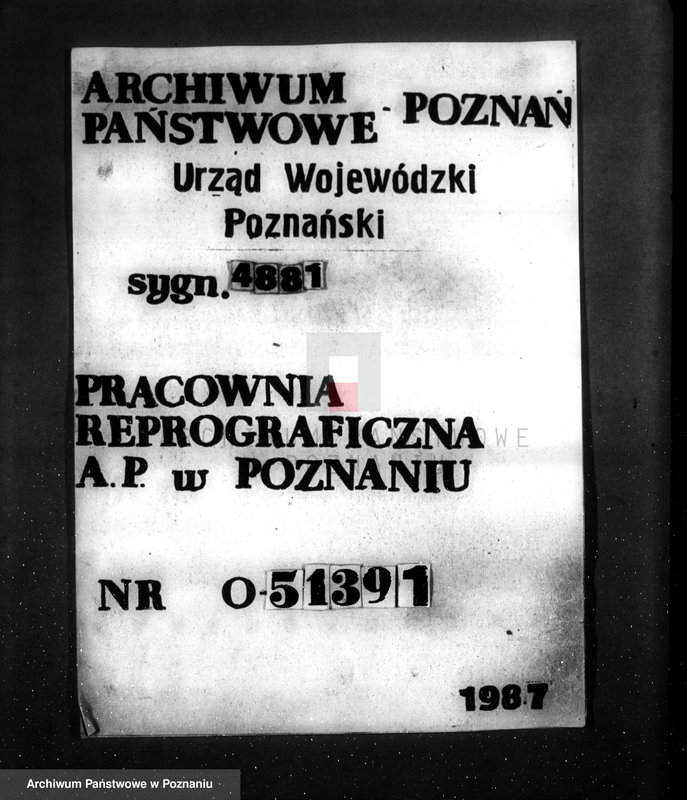 ARCHIWUM
PAŃSTWOWE - POZNAŃ
Urząd Wojewódzki
Poznański
sygn. 4881
PRACOWNIA
REPROGRAFICZNA
A.P. w POZNANIU
NR O-51391
1987
Archiwum Państwowe w Poznaniu